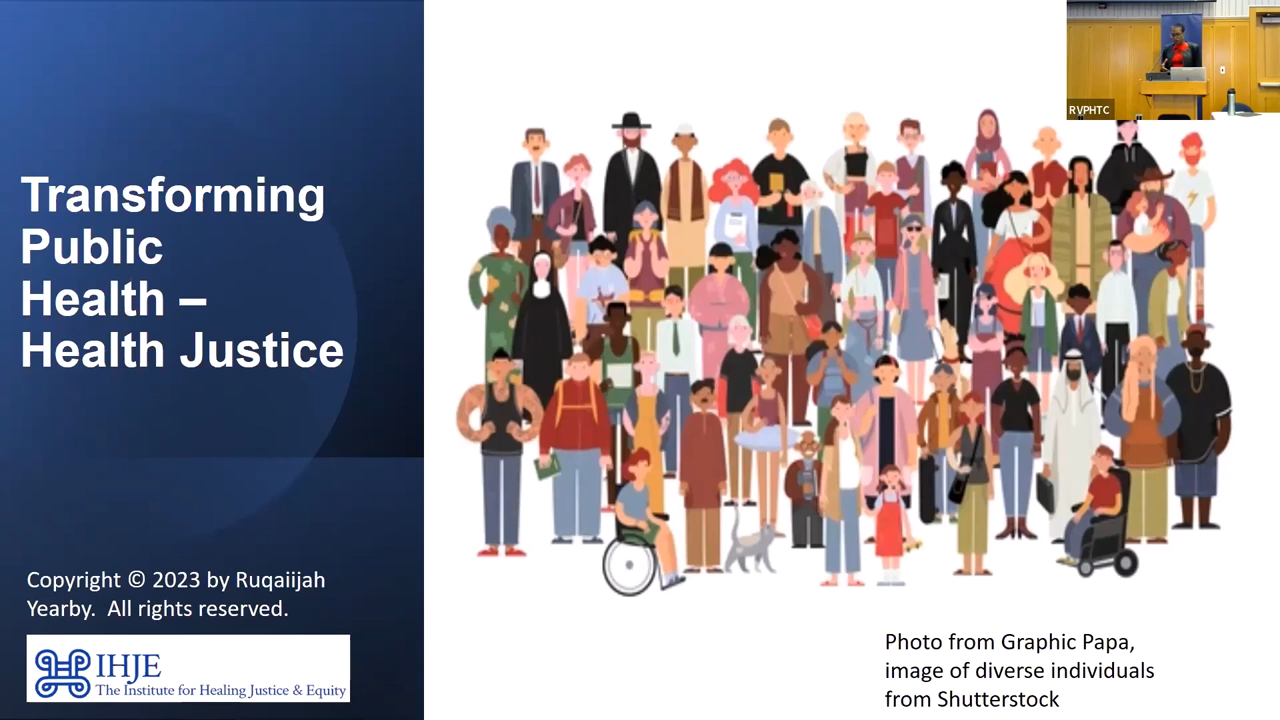 Transforming
Public
Health –
Health Justice
Copyright © 2023 by Ruqaiijah
Yearby.  All rights reserved.
IHJE
The Institute for Healing Justice & Equity
RVPHTC
Photo from Graphic Papa,
image of diverse individuals
from Shutterstock